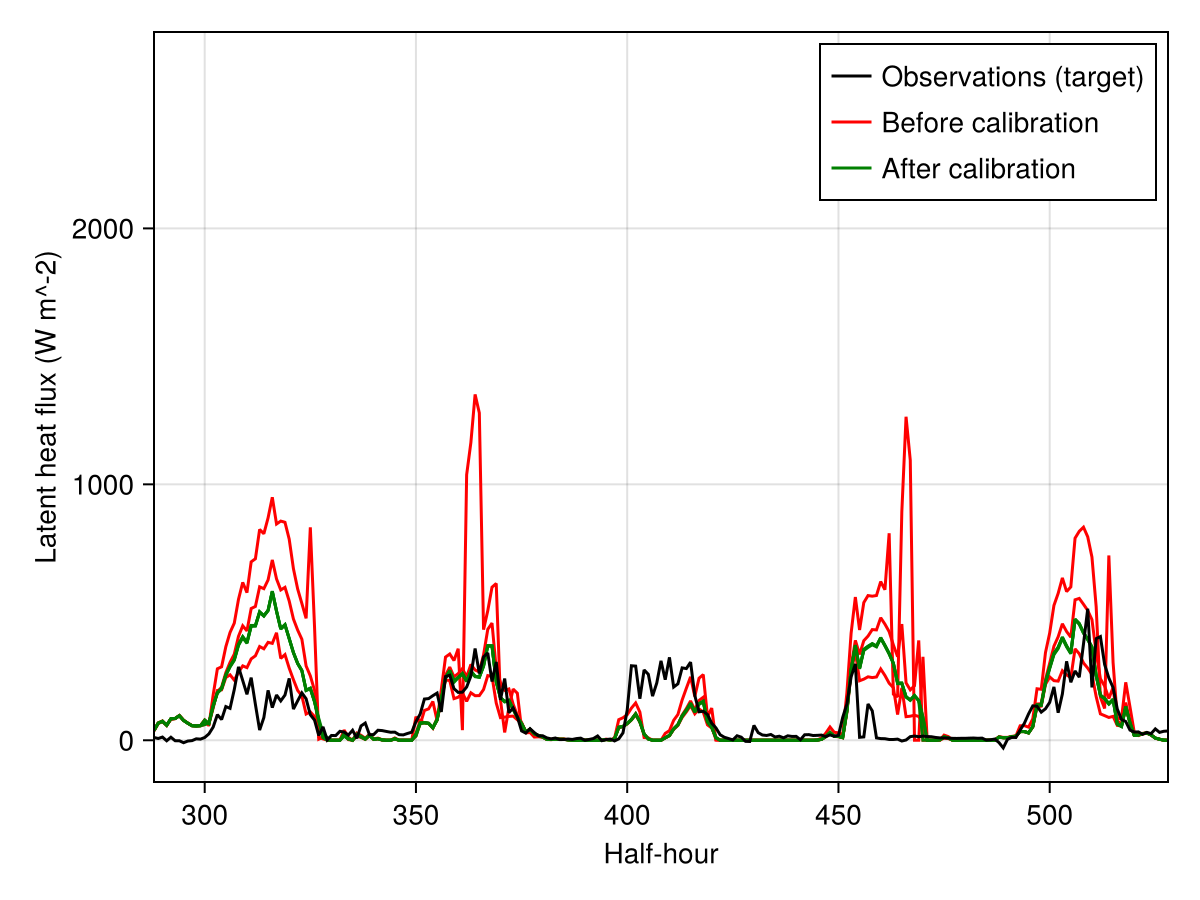 Observations (target)
Before calibration
After calibration
Latent heat flux (W m^-2)
2000
1000
0
300
350
400
450
500
Half-hour